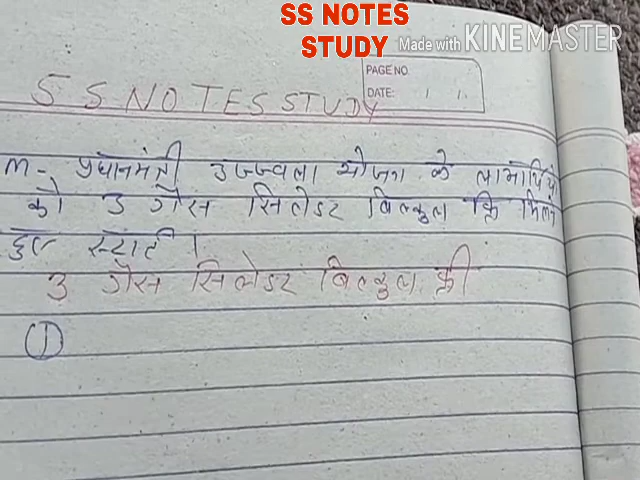 SS NOTES
STUDY
Made with KINEMASTER
PAGE NO.
DATE: / /
S S NOTES STUDY
m-, प्रधानमंत्री उज्ज्वला योजना के लाभार्थियो
को 3 गैस सिलेडर बिल्कुल फ्रि मिलने
हुए स्टार्ट।
3 गैस सिलेडर बिल्कुल फ्री
1